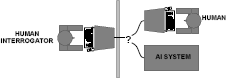 HUMAN
INTERROGATOR
?
HUMAN
AI SYSTEM